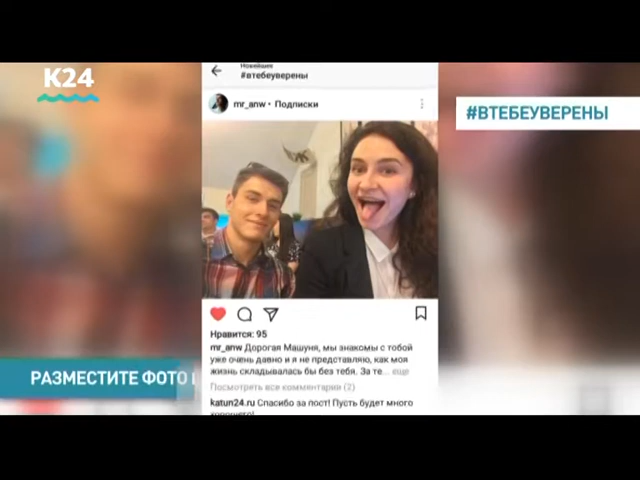 K24
Новейшее
#втебеуверены
mr_anw • Подписки
#ВТЕБЕУВЕРЕНЫ
Нравится: 95
mr_anw Дорогая Машуня, мы знакомы с тобой
уже очень давно и я не представляю, как моя
жизнь складывалась бы без тебя. За те... еще
Посмотреть все комментарии (2)
katun24.ru Спасибо за пост! Пусть будет много
хорошего!
РАЗМЕСТИТЕ ФОТО